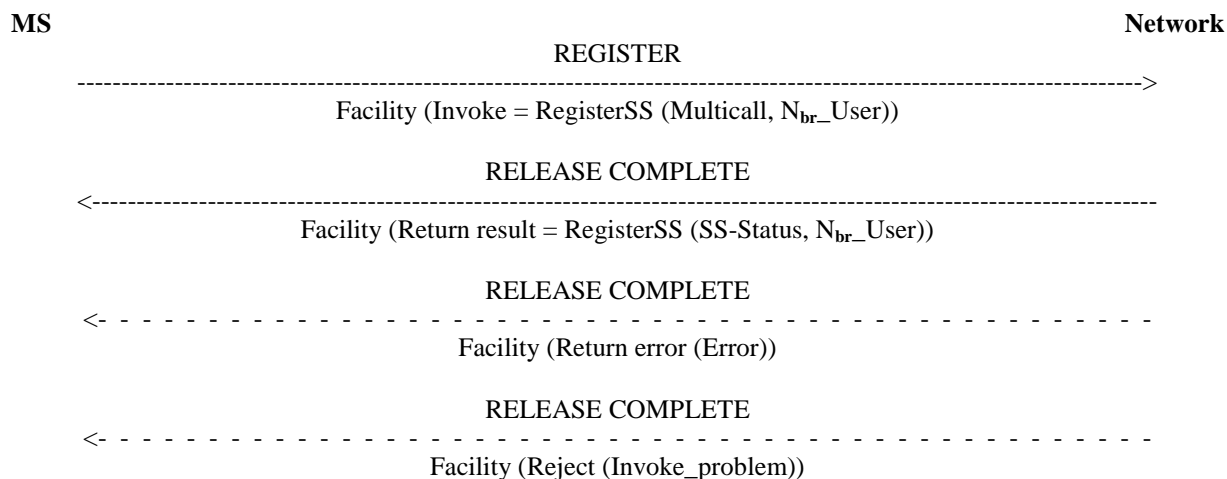 MS Network
REGISTER
Facility (Invoke = RegisterSS (Multicall, Nbr_User))
RELEASE COMPLETE
Facility (Return result = RegisterSS (SS-Status, Nbr_User))
RELEASE COMPLETE
Facility (Return error (Error))
RELEASE COMPLETE
Facility (Reject (Invoke_problem))